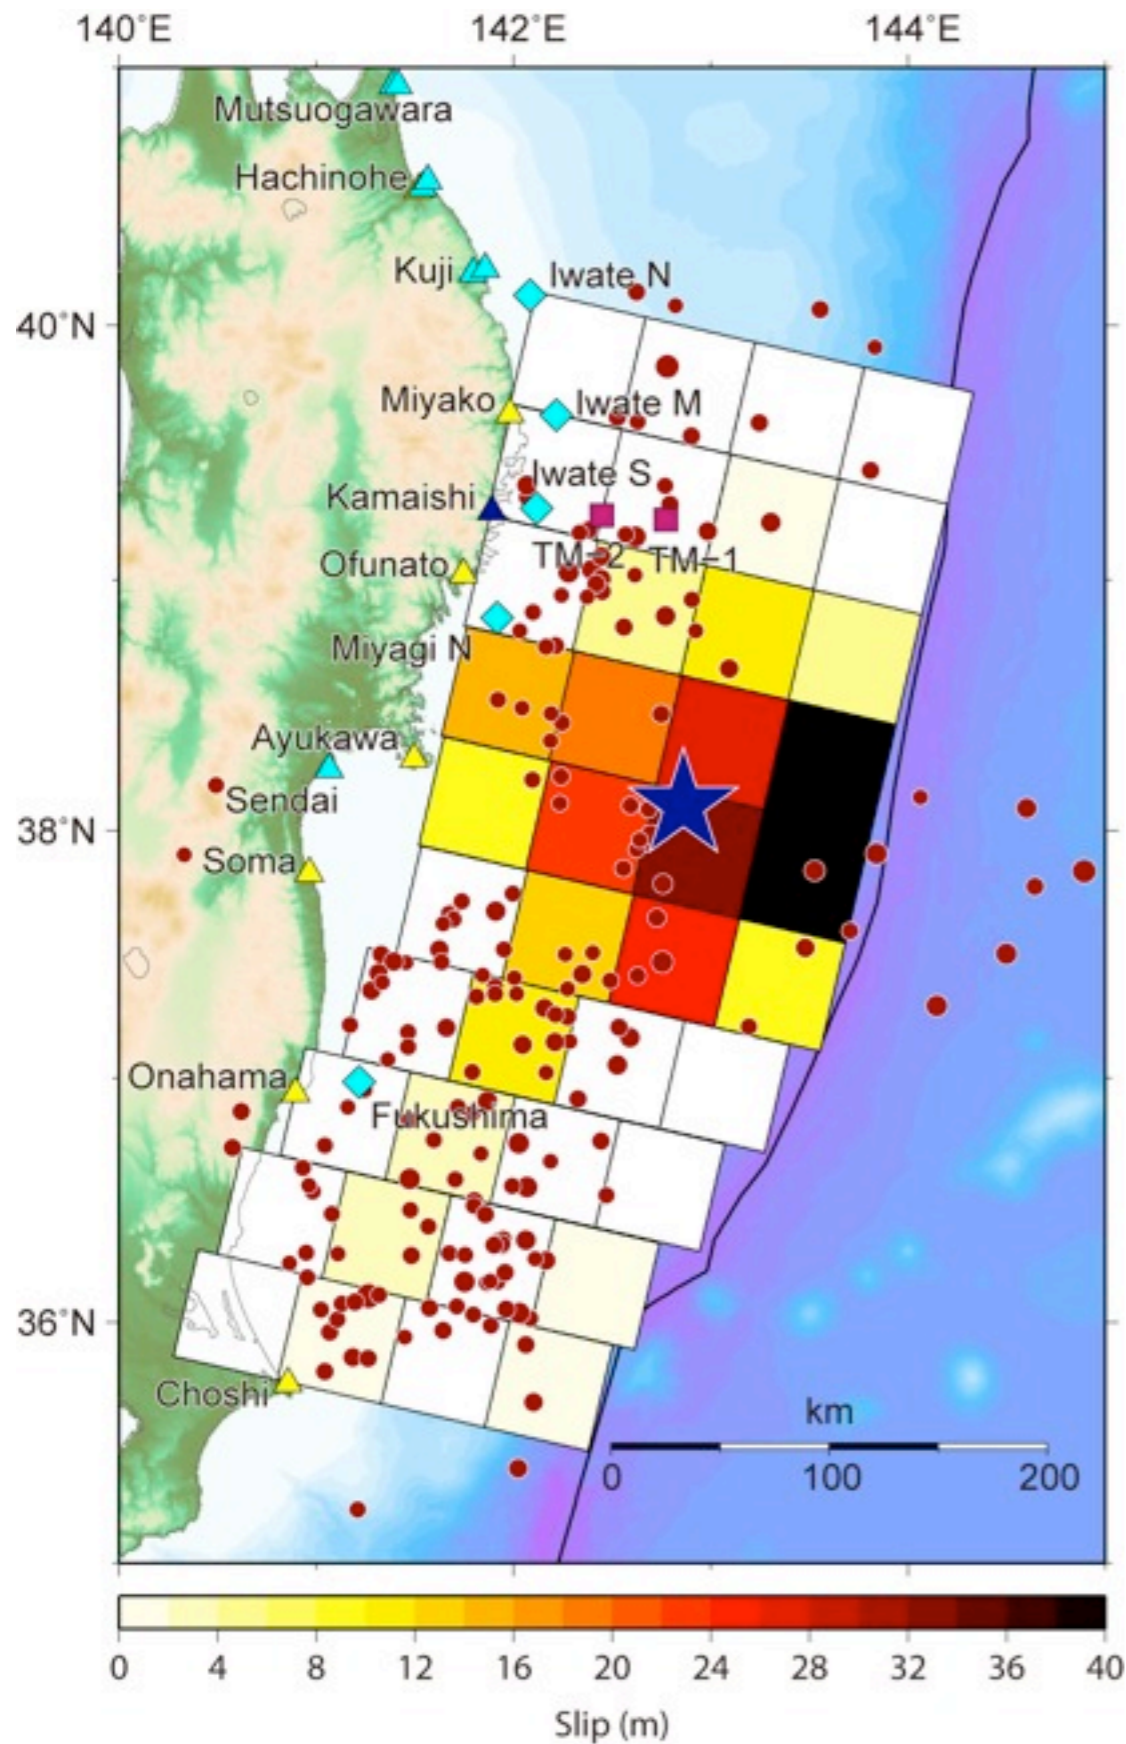 140°E 142°E 144°E
Mutsuogawara
Hachinohe
Kuji
Iwate N
40°N
Miyako
Iwate M
Iwate S
Kamaishi
TM-2 TM-1
Ofunato
Miyagi N
Ayukawa
Sendai
38°N
Soma
Onahama
Fukushima
36°N
Choshi
km
0 100 200
0 4 8 12 16 20 24 28 32 36 40
Slip (m)